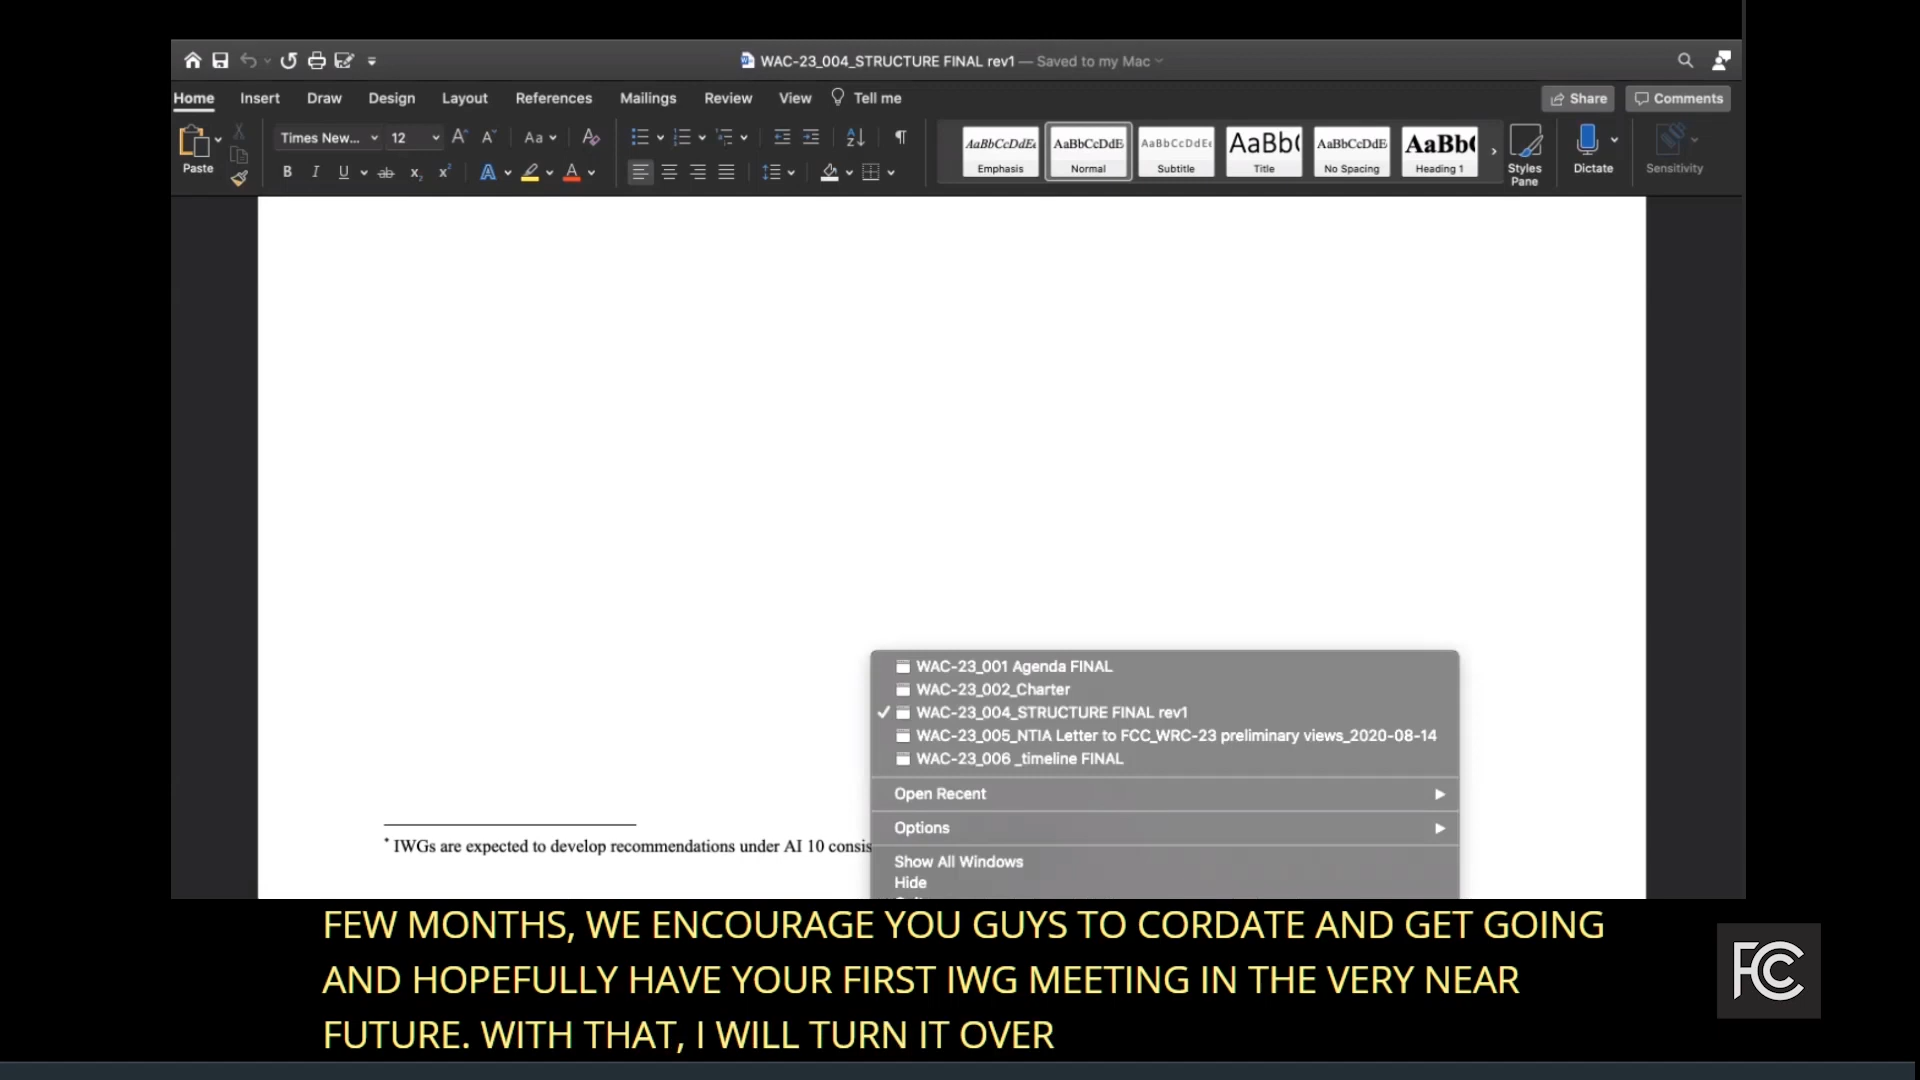 WAC-23_004_STRUCTURE FINAL rev1 — Saved to my Mac
Home Insert Draw Design Layout References Mailings Review View Tell me Share Comments
Paste
Times New... 12 Aa
AaBbCcDdEe AaBbCcDdE AaBbCcDdEe AaBb( AaBbCcDdE AaBb(
Emphasis Normal Subtitle Title No Spacing Heading 1
Styles Pane Dictate Sensitivity
B I U ab x, x² A A
WAC-23_001 Agenda FINAL
WAC-23_002_Charter
WAC-23_004_STRUCTURE FINAL rev1
WAC-23_005_NTIA Letter to FCC_WRC-23 preliminary views_2020-08-14
WAC-23_006 _timeline FINAL
Open Recent
Options
Show All Windows
Hide
* IWGs are expected to develop recommendations under AI 10 consis
FEW MONTHS, WE ENCOURAGE YOU GUYS TO CORDATE AND GET GOING
AND HOPEFULLY HAVE YOUR FIRST IWG MEETING IN THE VERY NEAR
FUTURE. WITH THAT, I WILL TURN IT OVER
FCC